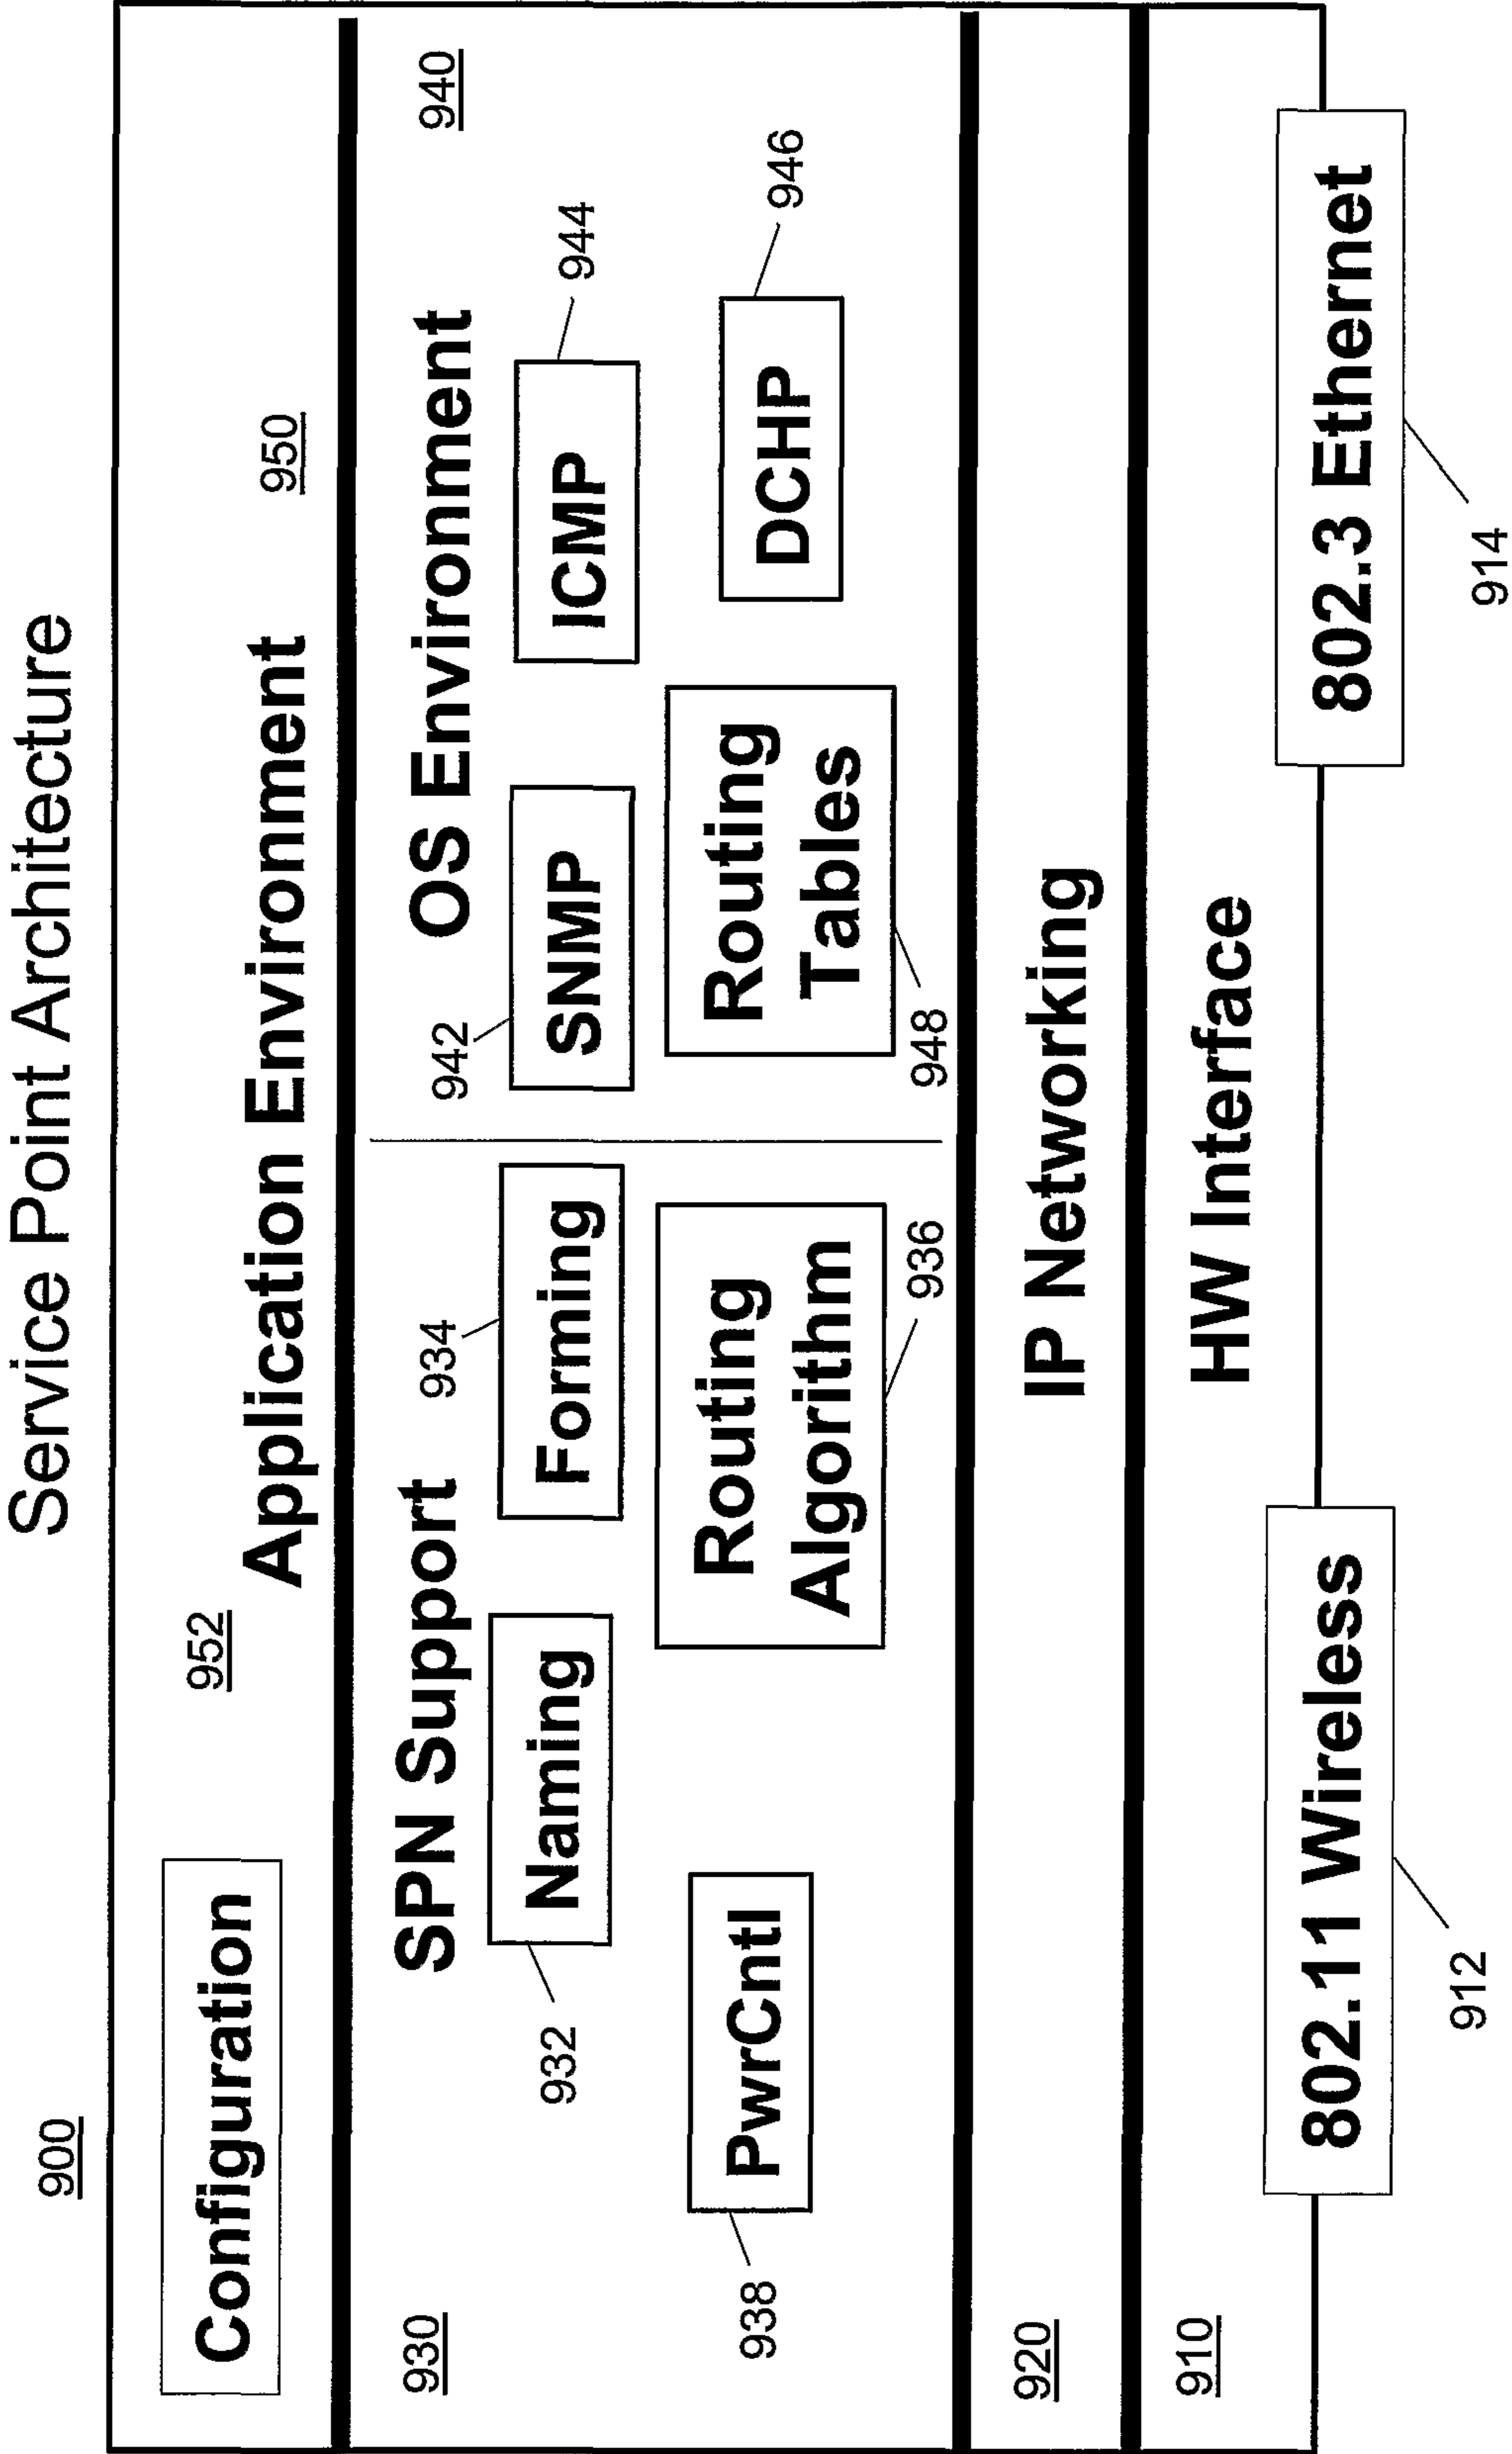 Service Point Architecture
900
Configuration
952
Application Environment
950
930
SPN Support
OS Environment
940
932
Naming
934
Forming
942
SNMP
ICMP
944
938
PwrCntl
Routing
Algorithm
936
Routing
Tables
948
DCHP
946
920
IP Networking
910
HW Interface
802.11 Wireless
912
802.3 Ethernet
914